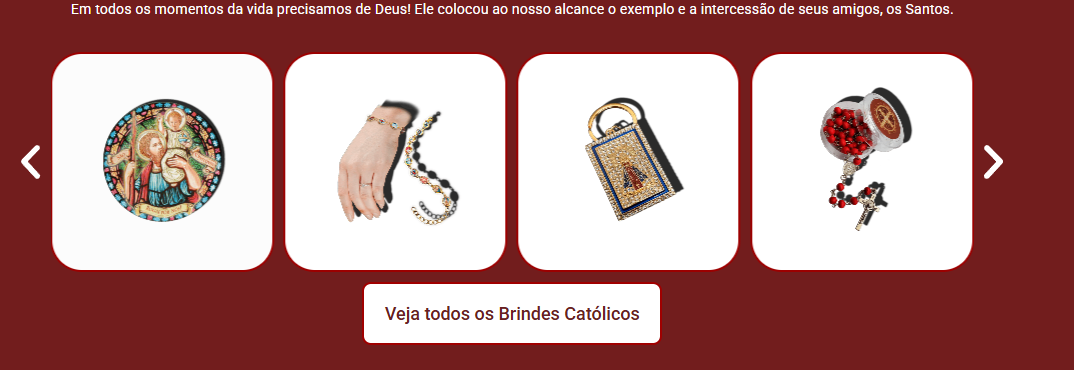 Em todos os momentos da vida precisamos de Deus! Ele colocou ao nosso alcance o exemplo e a intercessão de seus amigos, os Santos.
Veja todos os Brindes Católicos